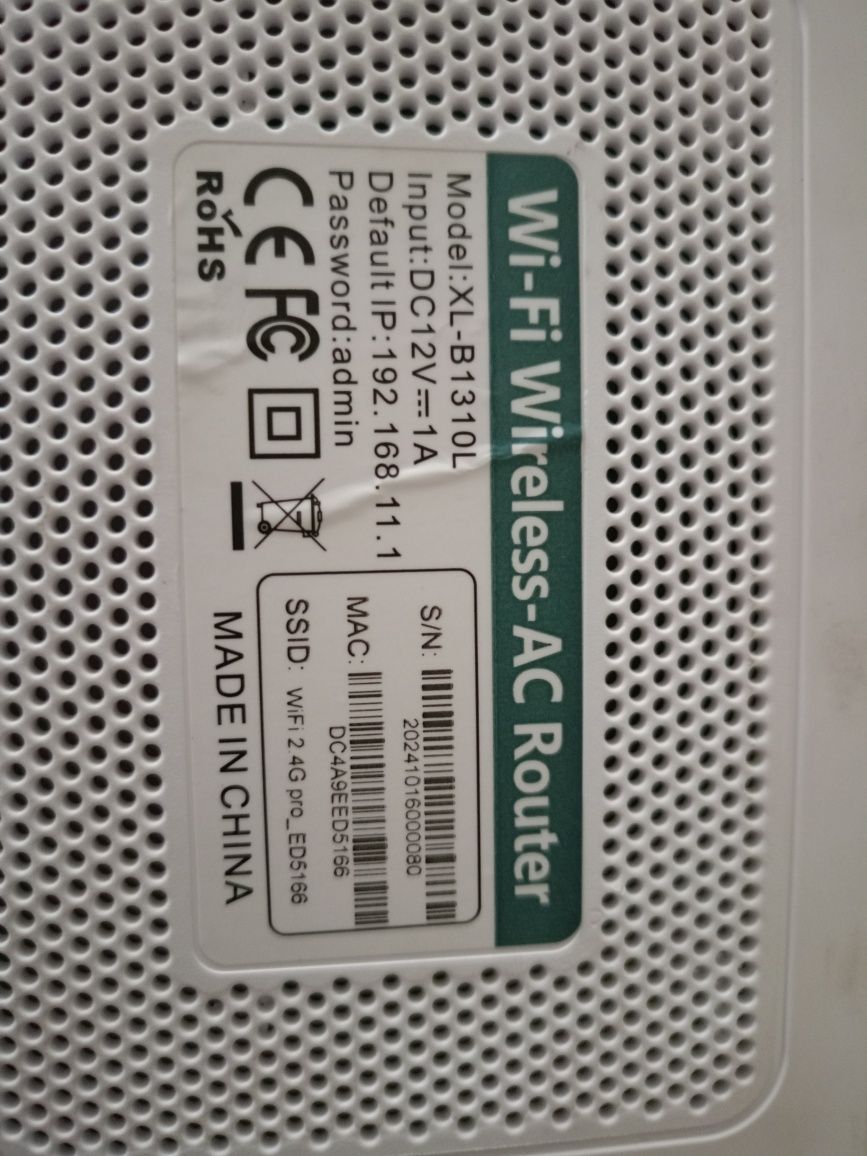 Wi-Fi Wireless-AC Router
Model:XL-B1310L
Input:DC12V⎓1A
Default IP:192.168.11.1
Password:admin
S/N:
20241016000080
MAC:
DC4A9EED5166
SSID: WiFi 2.4G pro_ED5166
CE FC
RoHS
MADE IN CHINA